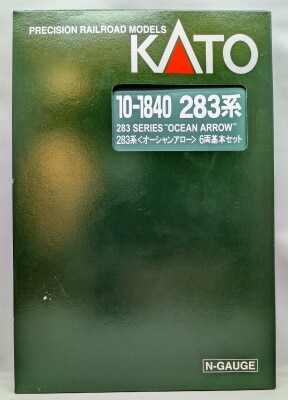 PRECISION RAILROAD MODELS
KATO
10-1840 283系
283 SERIES "OCEAN ARROW"
283系<オーシャンアロー> 6両基本セット
N-GAUGE